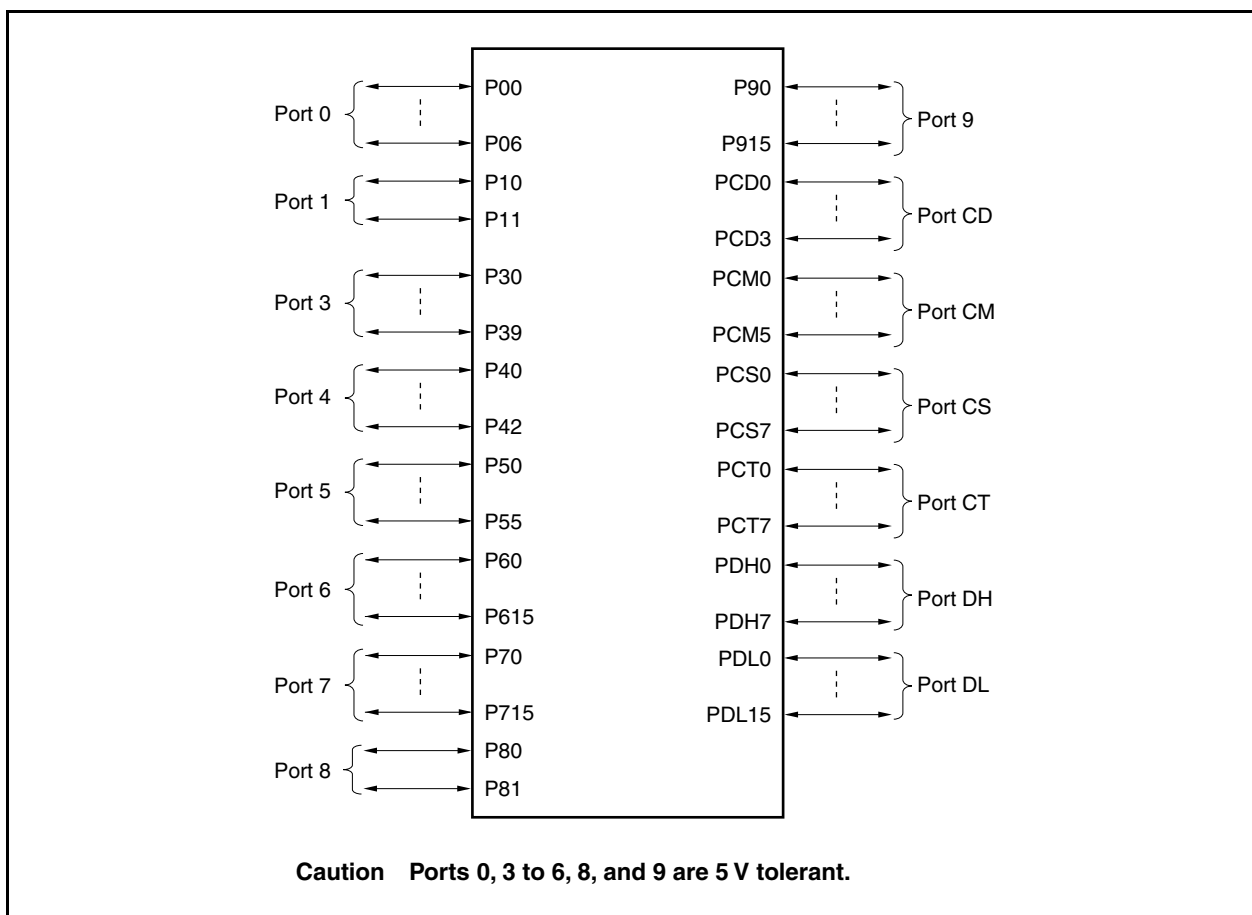 Port 0
P00
P06
Port 1
P10
P11
Port 3
P30
P39
Port 4
P40
P42
Port 5
P50
P55
Port 6
P60
P615
Port 7
P70
P715
Port 8
P80
P81
P90
P915
Port 9
PCD0
PCD3
Port CD
PCM0
PCM5
Port CM
PCS0
PCS7
Port CS
PCT0
PCT7
Port CT
PDH0
PDH7
Port DH
PDL0
PDL15
Port DL
Caution Ports 0, 3 to 6, 8, and 9 are 5 V tolerant.